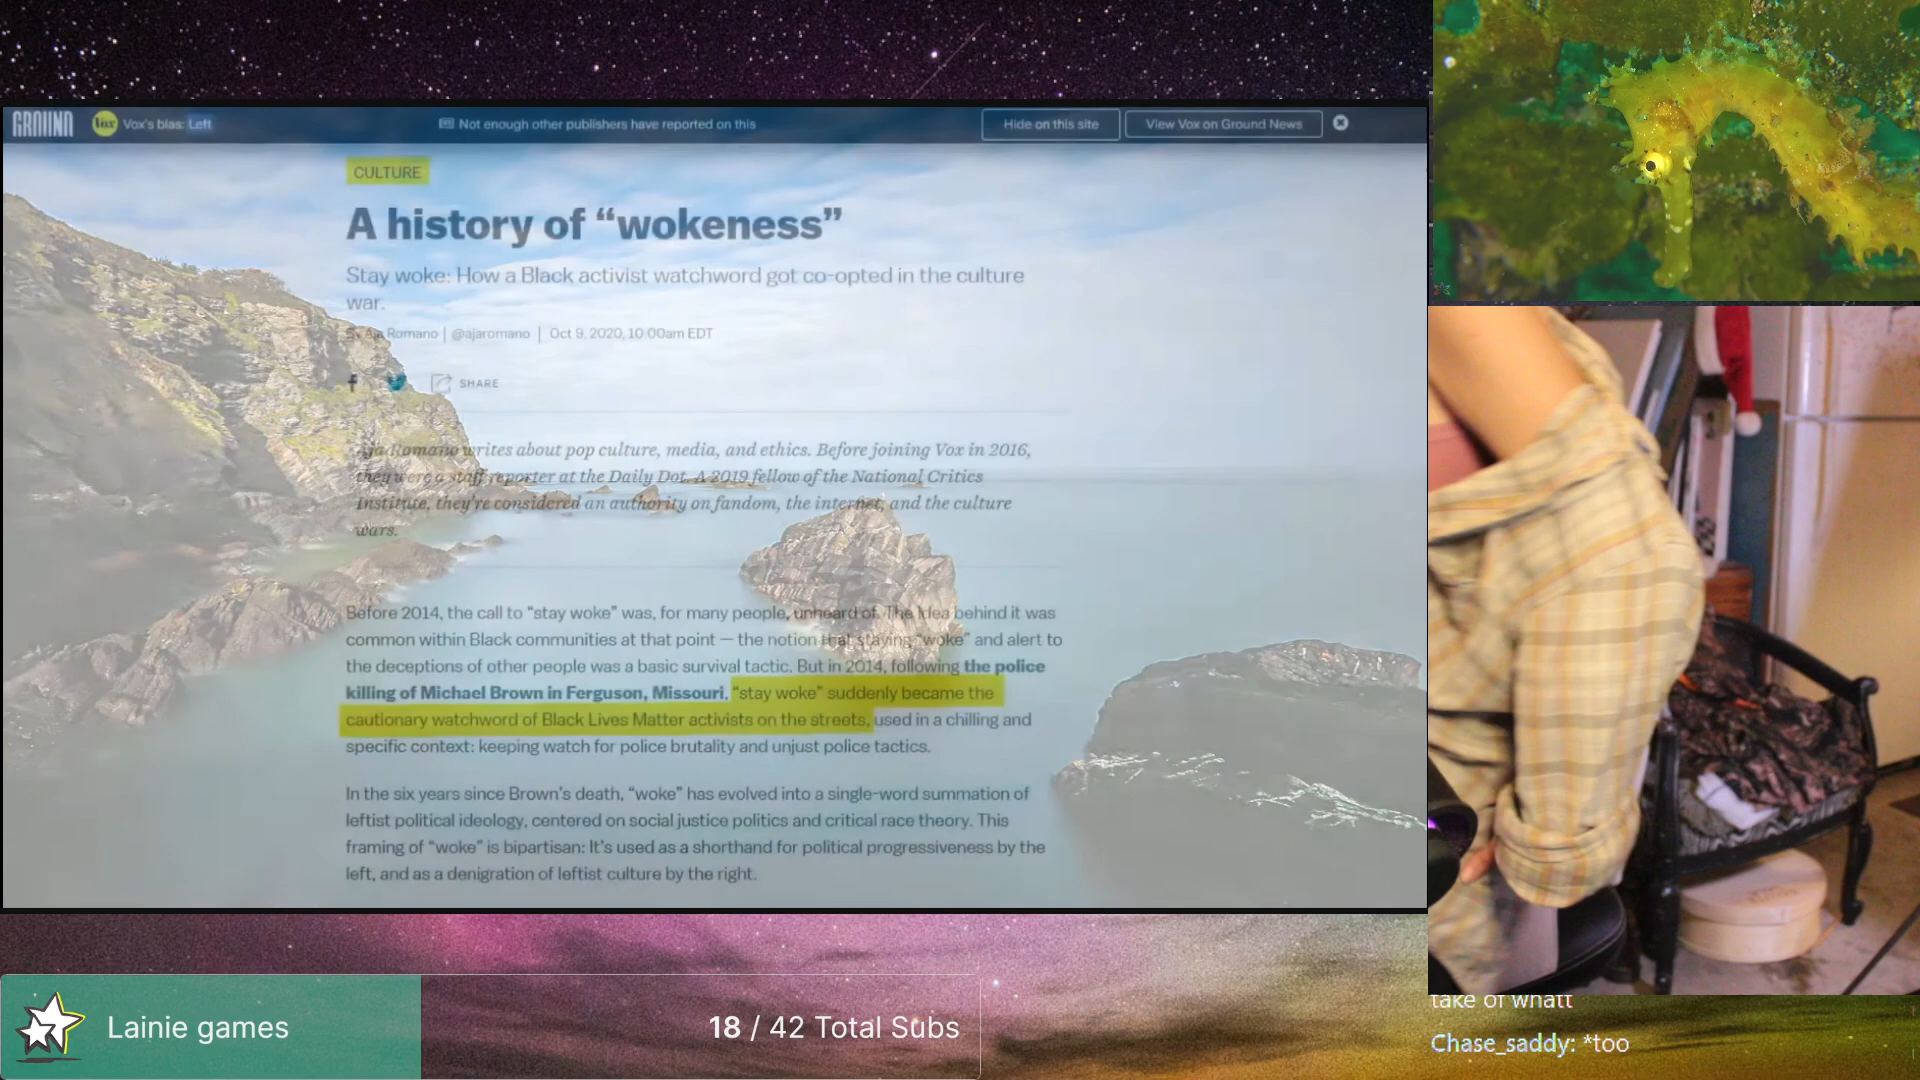 GROUND
Vox
Vox's bias: Left
Not enough other publishers have reported on this
Hide on this site
View Vox on Ground News
CULTURE
A history of “wokeness”
Stay woke: How a Black activist watchword got co-opted in the culture
war.
By Aja Romano | @ajaromano | Oct 9, 2020, 10:00am EDT
SHARE
Aja Romano writes about pop culture, media, and ethics. Before joining Vox in 2016,
they were a staff reporter at the Daily Dot. A 2019 fellow of the National Critics
Institute, they’re considered an authority on fandom, the internet, and the culture
wars.
Before 2014, the call to “stay woke” was, for many people, unheard of. The idea behind it was
common within Black communities at that point — the notion that staying “woke” and alert to
the deceptions of other people was a basic survival tactic. But in 2014, following the police
killing of Michael Brown in Ferguson, Missouri, “stay woke” suddenly became the
cautionary watchword of Black Lives Matter activists on the streets, used in a chilling and
specific context: keeping watch for police brutality and unjust police tactics.
In the six years since Brown’s death, “woke” has evolved into a single-word summation of
leftist political ideology, centered on social justice politics and critical race theory. This
framing of “woke” is bipartisan: It’s used as a shorthand for political progressiveness by the
left, and as a denigration of leftist culture by the right.
Lainie games
18 / 42 Total Subs
take of whatt
Chase_saddy: *too